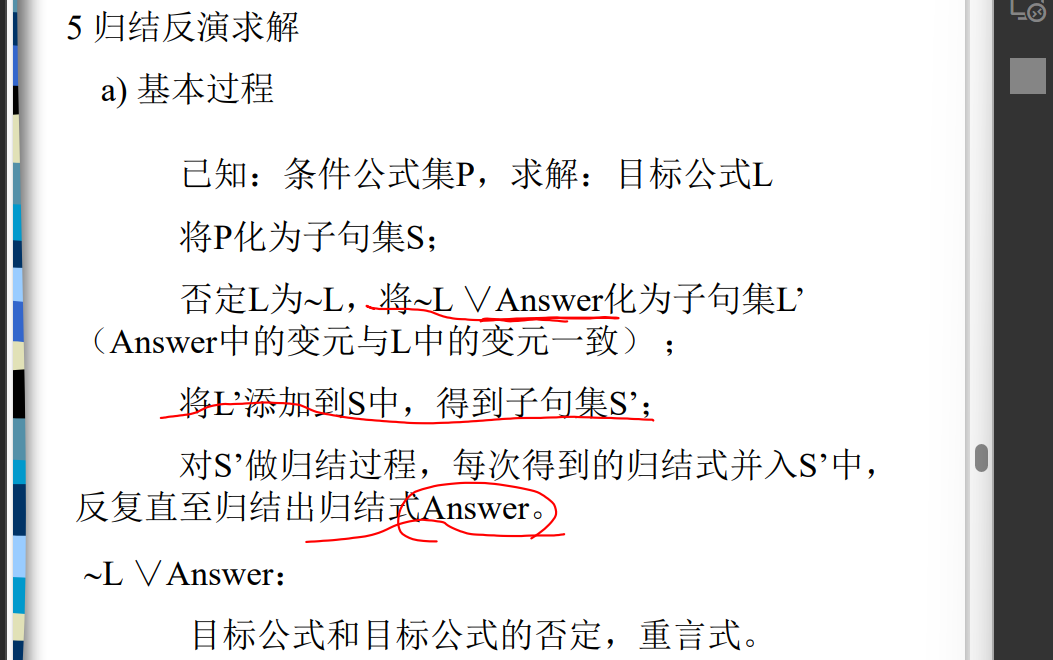 5 归结反演求解
a) 基本过程
已知：条件公式集P，求解：目标公式L
将P化为子句集S；
否定L为~L，将~L ∨Answer化为子句集L’
（Answer中的变元与L中的变元一致）；
将L’添加到S中，得到子句集S’；
对S’做归结过程，每次得到的归结式并入S’中，
反复直至归结出归结式Answer。
~L ∨Answer：
目标公式和目标公式的否定，重言式。